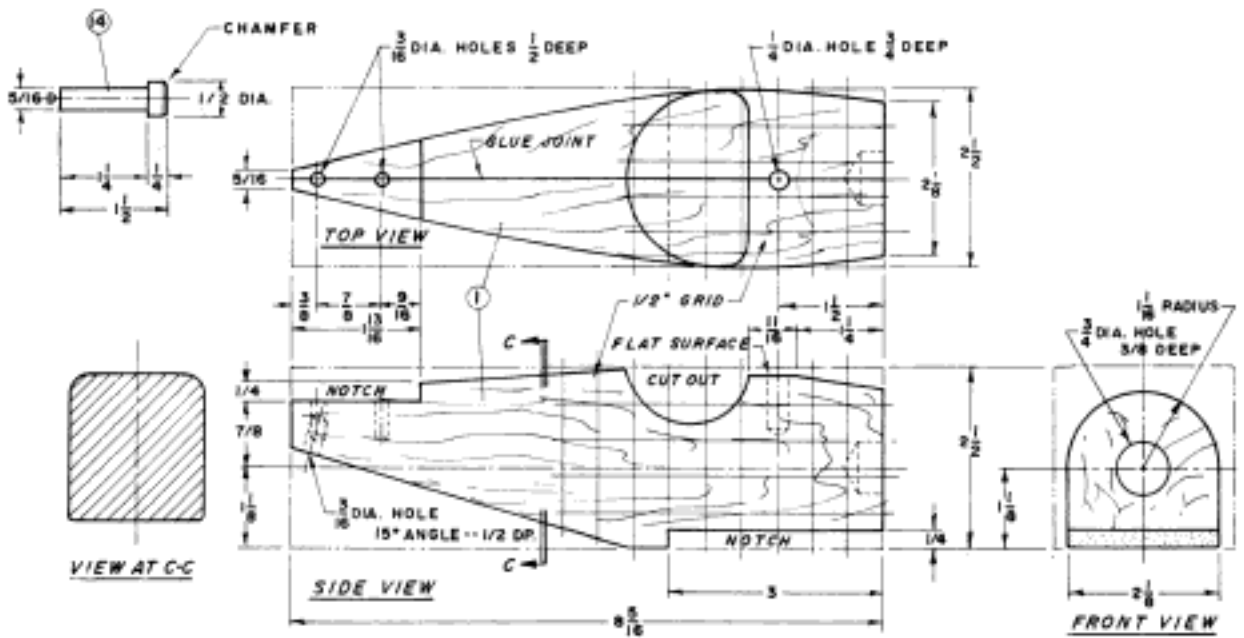 14
CHAMFER
3/16 DIA. HOLES 1/2 DEEP
1/4 DIA. HOLE 3/4 DEEP
5/16 D
1/2 DIA.
1 1/4
1/4
1 1/2
5/16
GLUE JOINT
2 1/8
2 1/2
TOP VIEW
1
1/2" GRID
3/8
7/8
9/16
1 13/16
1 1/2
11/16
1 1/4
C
FLAT SURFACE
CUT OUT
NOTCH
1/4
7/8
1 1/8
3/16 DIA. HOLE
15° ANGLE -- 1/2 DP.
NOTCH
1/4
2 1/2
C
3
8 5/16
VIEW AT C-C
SIDE VIEW
1 1/16 RADIUS
3/4 DIA. HOLE
3/8 DEEP
1 1/8
2 1/8
FRONT VIEW